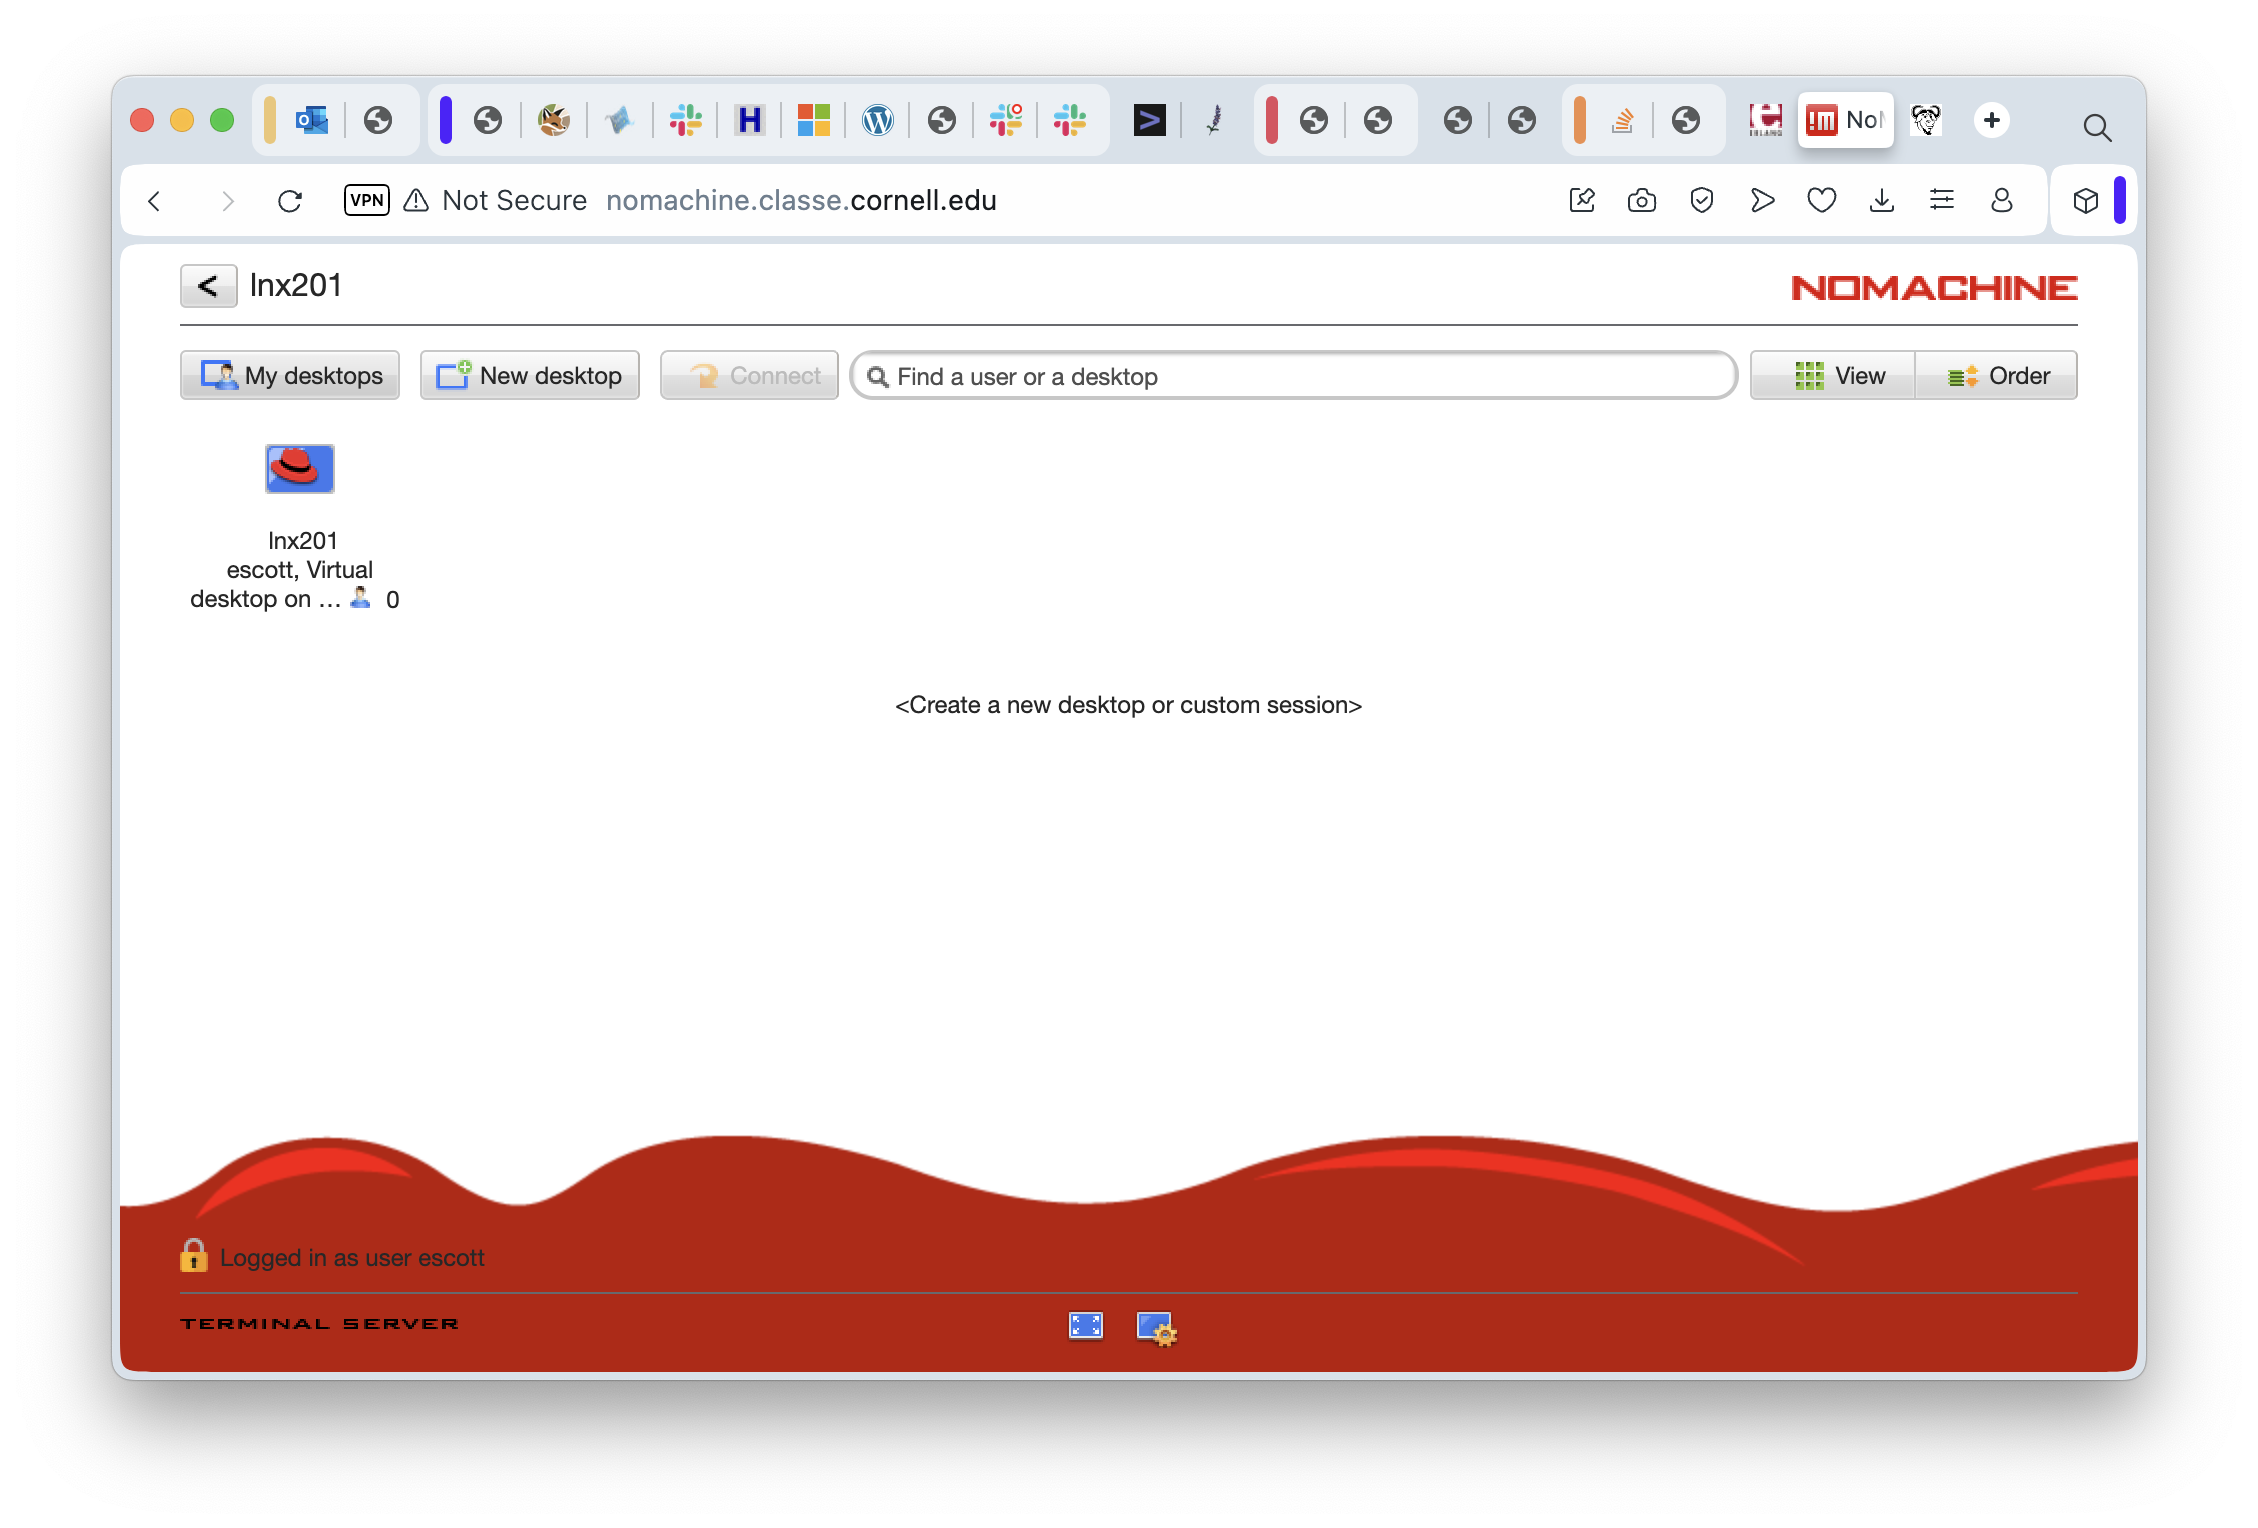 NoM
VPN Not Secure nomachine.classe.cornell.edu
< lnx201
NOMACHINE
My desktops New desktop Connect Find a user or a desktop View Order
lnx201
escott, Virtual
desktop on ... 0
<Create a new desktop or custom session>
Logged in as user escott
TERMINAL SERVER